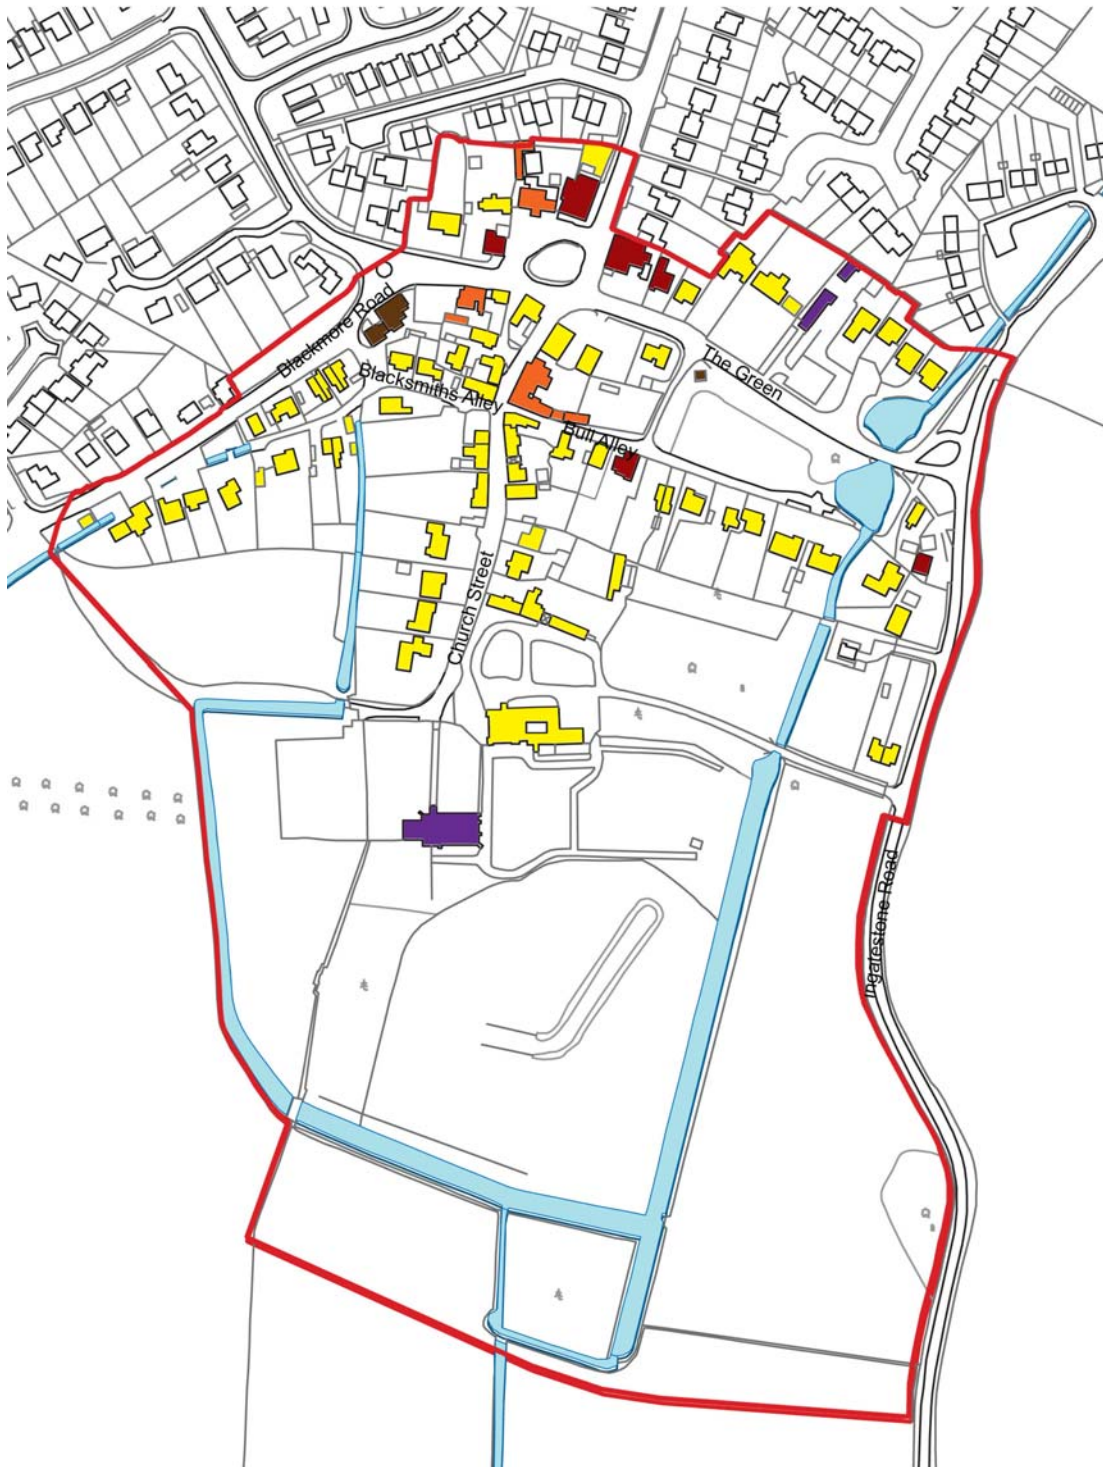 Blackmore Road
The Green
Blacksmiths Alley
Bull Alley
Church Street
Ingatestone Road